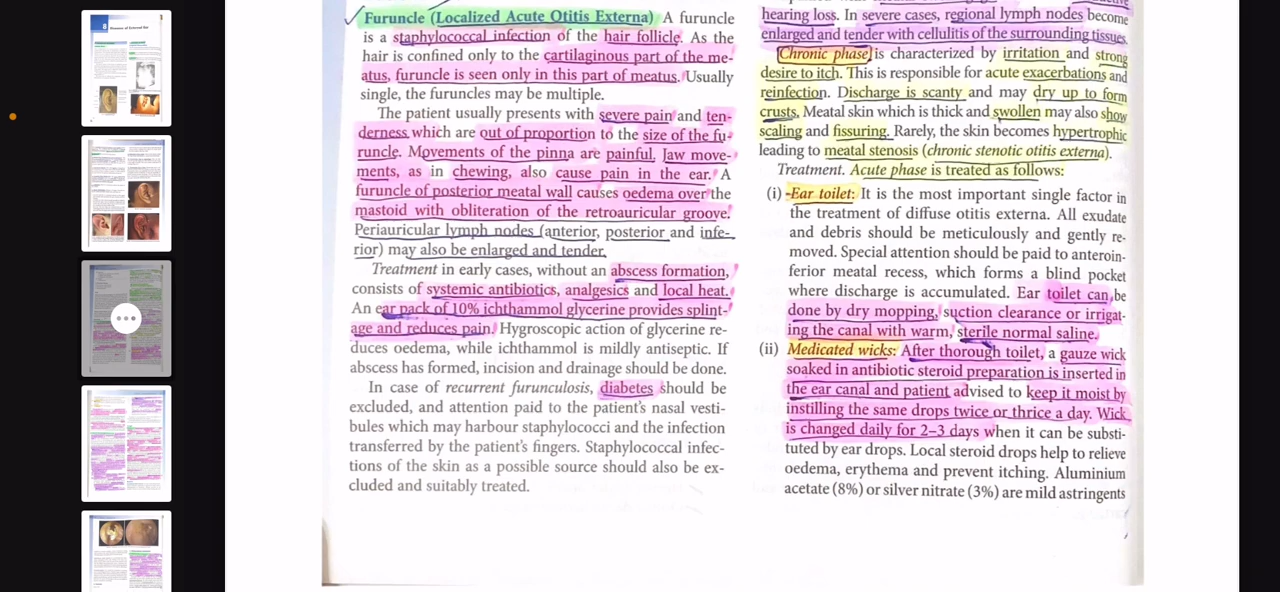 Furuncle (Localized Acute Otitis Externa) A furuncle
is a staphylococcal infection of the hair follicle. As the
hair is confined only to the cartilaginous part of the me-
atus, furuncle is seen only in this part of meatus. Usually
single, the furuncles may be multiple.
The patient usually presents with severe pain and ten-
derness which are out of proportion to the size of the fu-
runcle. Movements of the pinna are painful. Jaw move-
ments, as in chewing, also cause pain in the ear. A
furuncle of posterior meatal wall causes oedema over the
mastoid with obliteration of the retroauricular groove.
Periauricular lymph nodes (anterior, posterior and infe-
rior) may also be enlarged and tender.
Treatment in early cases, without an abscess formation,
consists of systemic antibiotics, analgesics and local heat.
An ear pack of 10% ichthammol glycerine provides splint-
age and reduces pain. Hygroscopic action of glycerine re-
duces oedema, while ichthammol is mildly antiseptic. If
abscess has formed, incision and drainage should be done.
In case of recurrent furunculosis, diabetes should be
excluded, and attention paid to the patient's nasal vesti-
bules which may harbour staphylococci and the infection
transferred by the patient's fingers. Staphylococcal infec-
tions of the skin as a possible source should also be ex-
cluded and suitably treated.
hearing loss. In severe cases, regional lymph nodes become
enlarged and tender with cellulitis of the surrounding tissues.
Chronic phase is characterized by irritation and strong
desire to itch. This is responsible for acute exacerbations and
reinfection. Discharge is scanty and may dry up to form
crusts. Meatal skin which is thick and swollen may also show
scaling and fissuring. Rarely, the skin becomes hypertrophic
leading to meatal stenosis (chronic stenotic otitis externa).
Treatment. Acute phase is treated as follows:
(i) Ear toilet: It is the most important single factor in
the treatment of diffuse otitis externa. All exudate
and debris should be meticulously and gently re-
moved. Special attention should be paid to anteroin-
ferior meatal recess, which forms a blind pocket
where discharge is accumulated. Ear toilet can be
done by dry mopping, suction clearance or irrigat-
ing the canal with warm, sterile normal saline.
(ii) Medicated wicks: After thorough toilet, a gauze wick
soaked in antibiotic steroid preparation is inserted in
the ear canal and patient advised to keep it moist by
instilling the same drops twice or thrice a day. Wick
is changed daily for 2–3 days when it can be substi-
tuted by ear drops. Local steroid drops help to relieve
oedema, erythema and prevent itching. Aluminium
acetate (8%) or silver nitrate (3%) are mild astringents